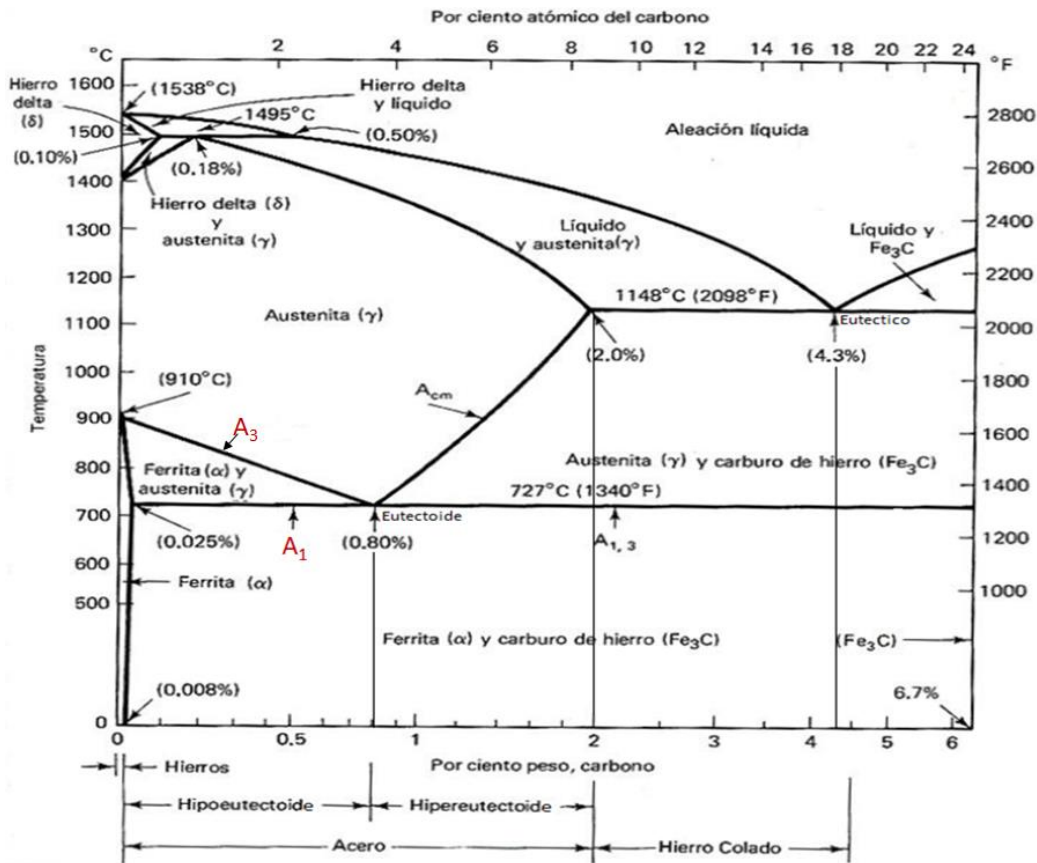 Por ciento atómico del carbono
2 4 6 8 10 12 14 16 18 20 22 24
°C
°F
1600
1500
1400
1300
1200
1100
1000
900
800
700
600
500
0
Temperatura
2800
2600
2400
2200
2000
1800
1600
1400
1200
1000
Hierro
delta
(δ)
(0.10%)
(1538°C)
Hierro delta
y líquido
1495°C
(0.50%)
(0.18%)
Aleación líquida
Hierro delta (δ)
y
austenita (γ)
Líquido
y austenita(γ)
Líquido y
Fe₃C
1148°C (2098°F)
Eutectico
Austenita (γ)
(2.0%)
(4.3%)
(910°C)
A₃
Acm
Ferrita (α) y
austenita (γ)
Austenita (γ) y carburo de hierro (Fe₃C)
727°C (1340°F)
Eutectoide
(0.025%)
A₁
(0.80%)
A₁,₃
Ferrita (α)
Ferrita (α) y carburo de hierro (Fe₃C)
(Fe₃C)
(0.008%)
6.7%
0 0.5 1 2 3 4 5 6
Por ciento peso, carbono
Hierros
Hipoeutectoide
Hipereutectoide
Acero
Hierro Colado